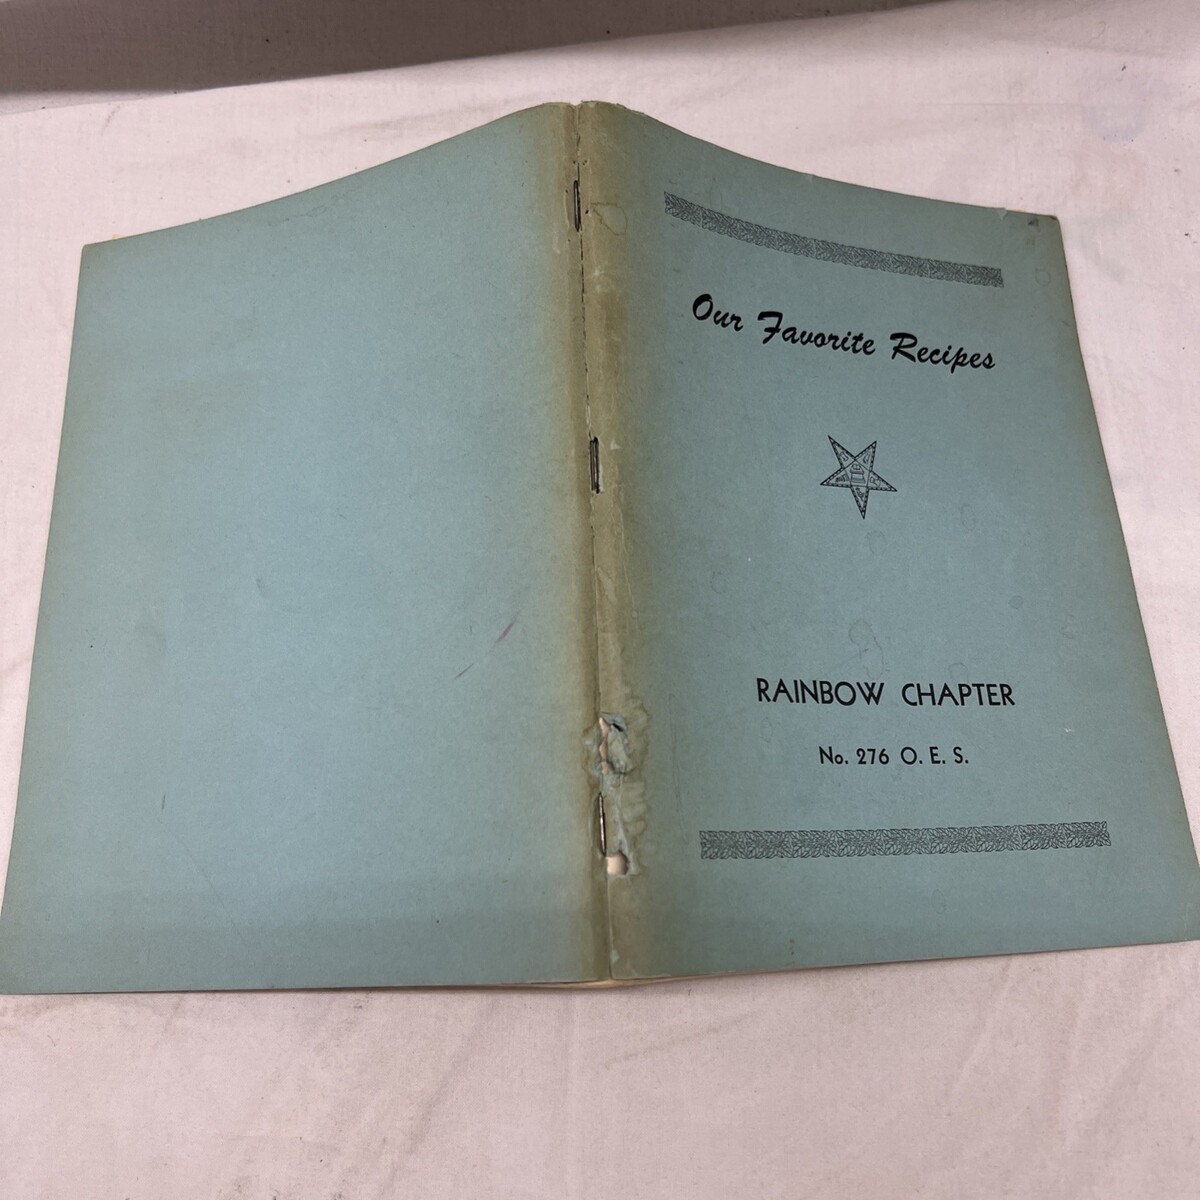 Our Favorite Recipes
RAINBOW CHAPTER
No. 276 O. E. S.